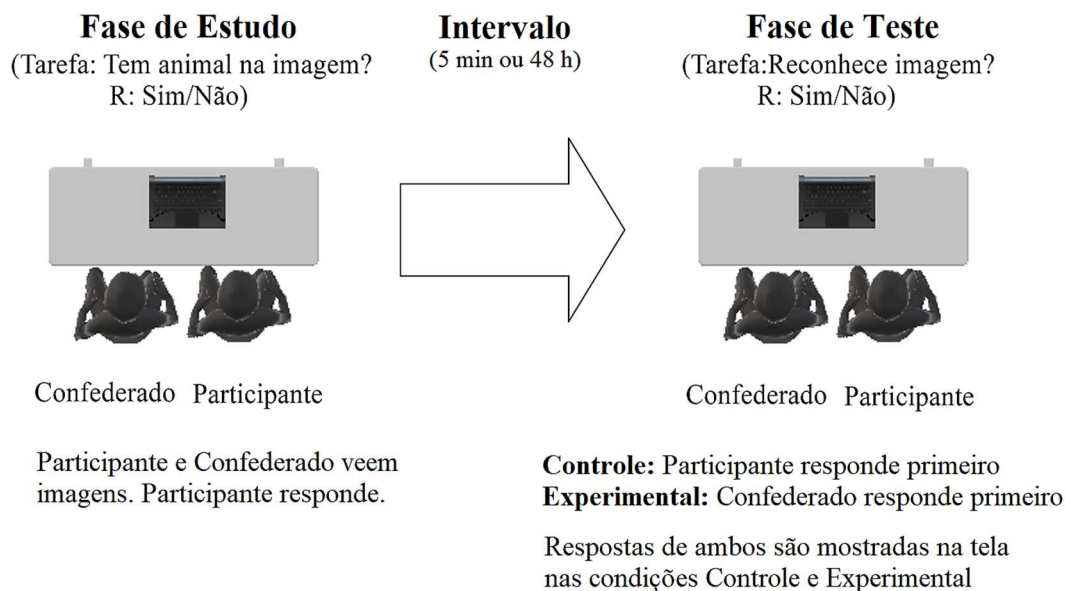 Fase de Estudo
(Tarefa: Tem animal na imagem?
R: Sim/Não)
Intervalo
(5 min ou 48 h)
Fase de Teste
(Tarefa:Reconhece imagem?
R: Sim/Não)
Confederado Participante
Participante e Confederado veem
imagens. Participante responde.
Confederado Participante
Controle: Participante responde primeiro
Experimental: Confederado responde primeiro
Respostas de ambos são mostradas na tela
nas condições Controle e Experimental